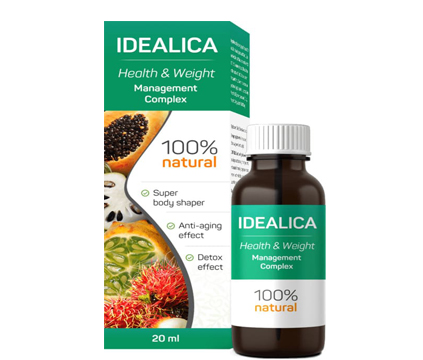 IDEALICA
Health & Weight
Management
Complex
100%
natural
Super
body shaper
Anti-aging
effect
Detox
effect
20 ml
IDEALICA
Health & Weight
Management
Complex
100%
natural